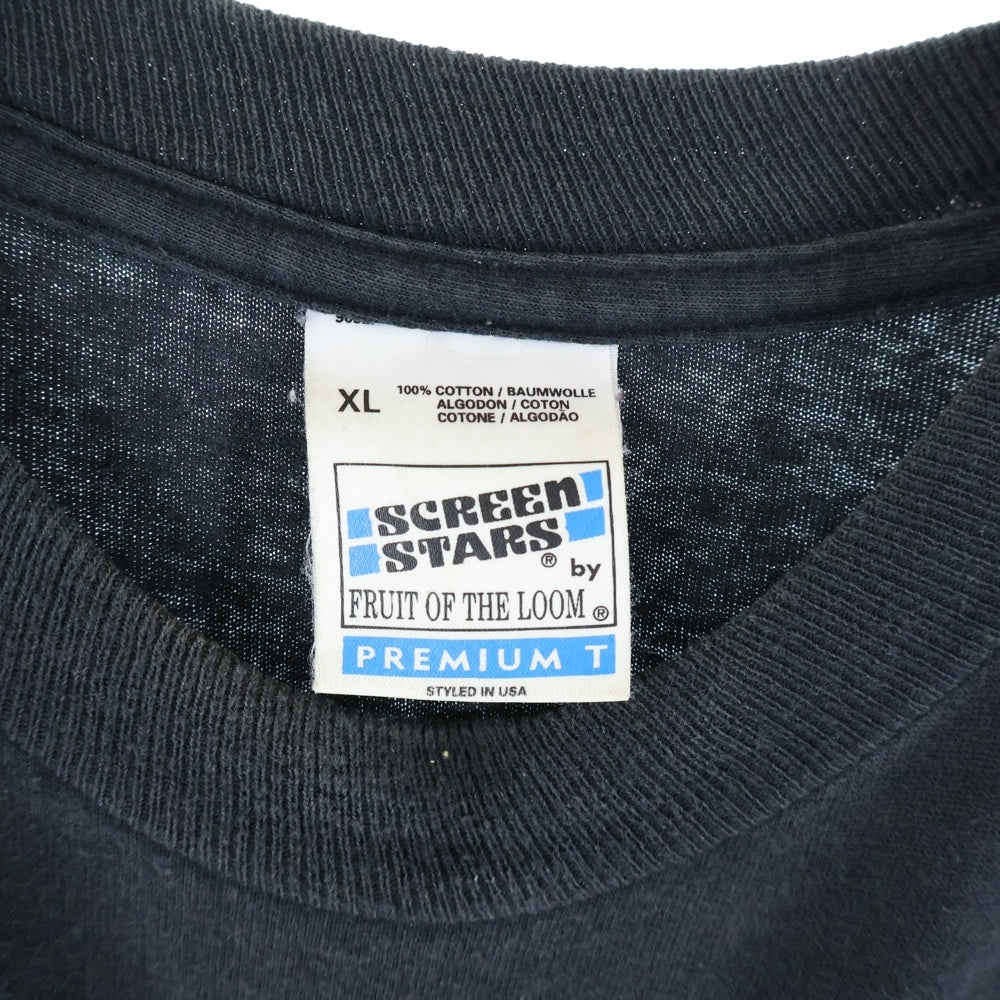 XL
100% COTTON / BAUMWOLLE
ALGODON / COTON
COTONE / ALGODÃO
SCREEN
STARS ® by
FRUIT OF THE LOOM ®
PREMIUM T
STYLED IN USA